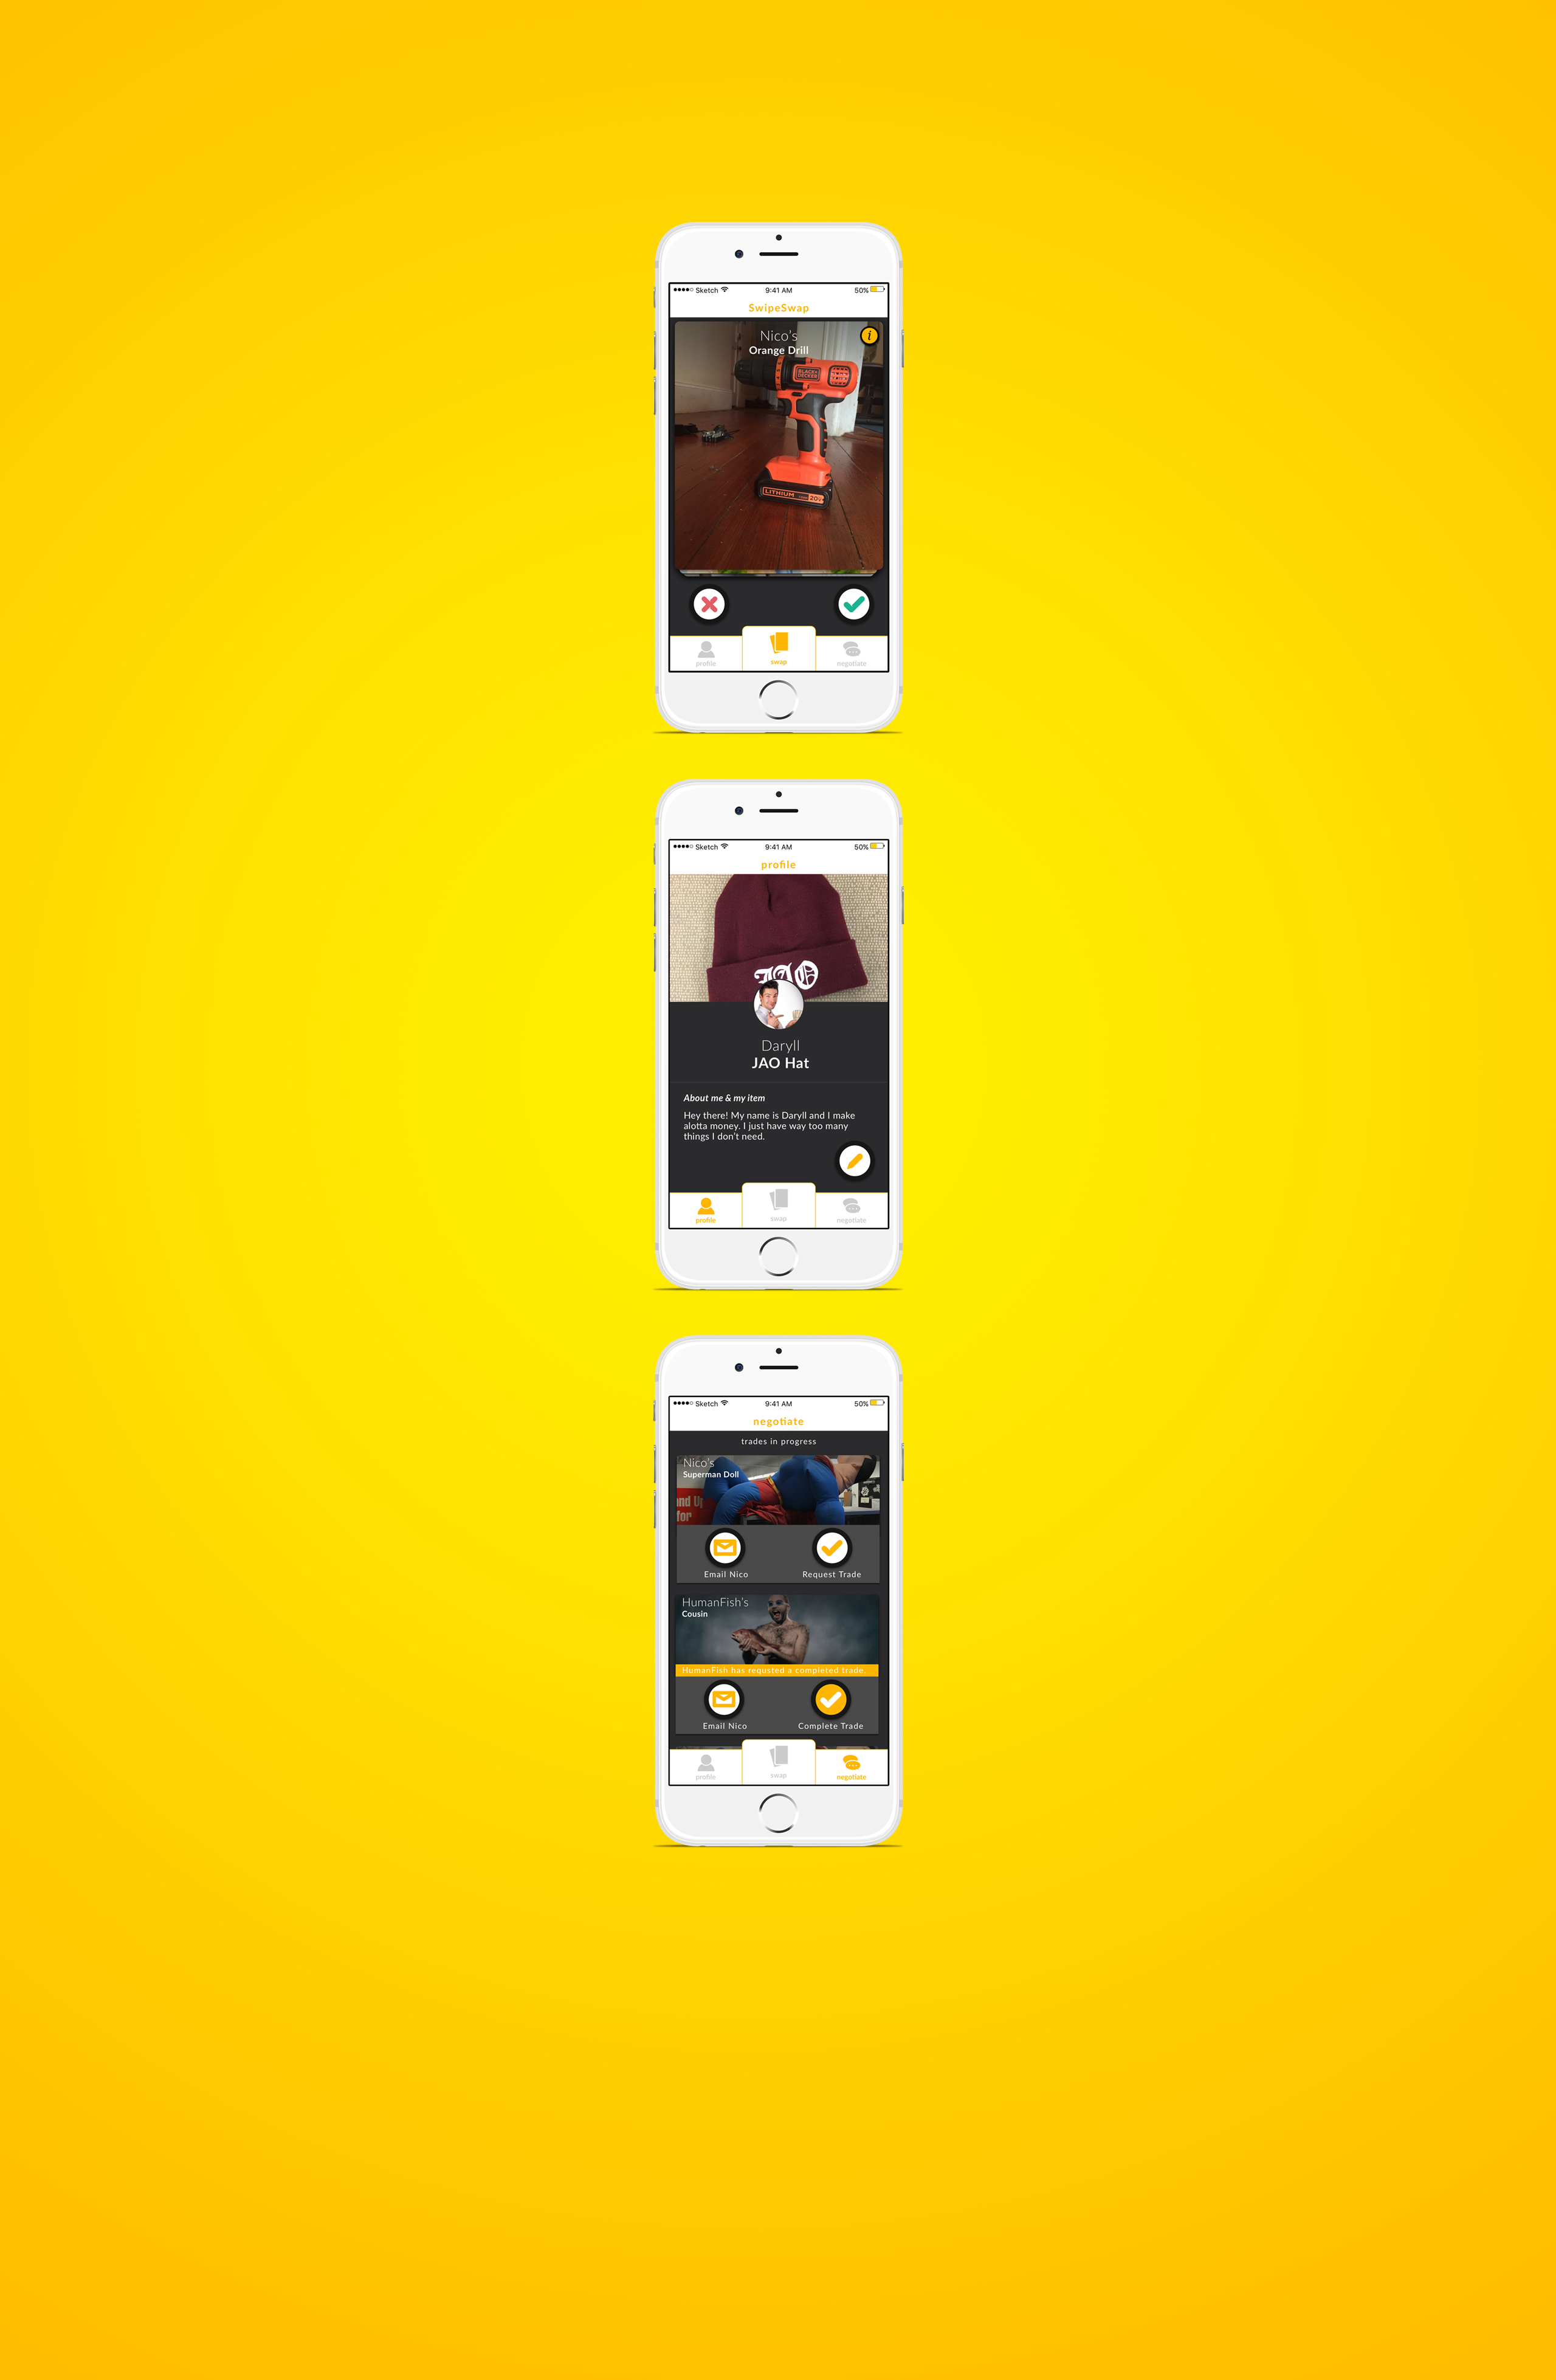 Sketch 9:41 AM 50%
SwipeSwap
Nico's
Orange Drill
i
BLACK+
DECKER
LITHIUM 20V
profile swap negotiate
Sketch 9:41 AM 50%
profile
JAO
Daryll
JAO Hat
About me & my item
Hey there! My name is Daryll and I make
alotta money. I just have way too many
things I don't need.
profile swap negotiate
Sketch 9:41 AM 50%
negotiate
trades in progress
Nico's
Superman Doll
and Up
for
Email Nico Request Trade
HumanFish's
Cousin
HumanFish has requsted a completed trade.
Email Nico Complete Trade
profile swap negotiate